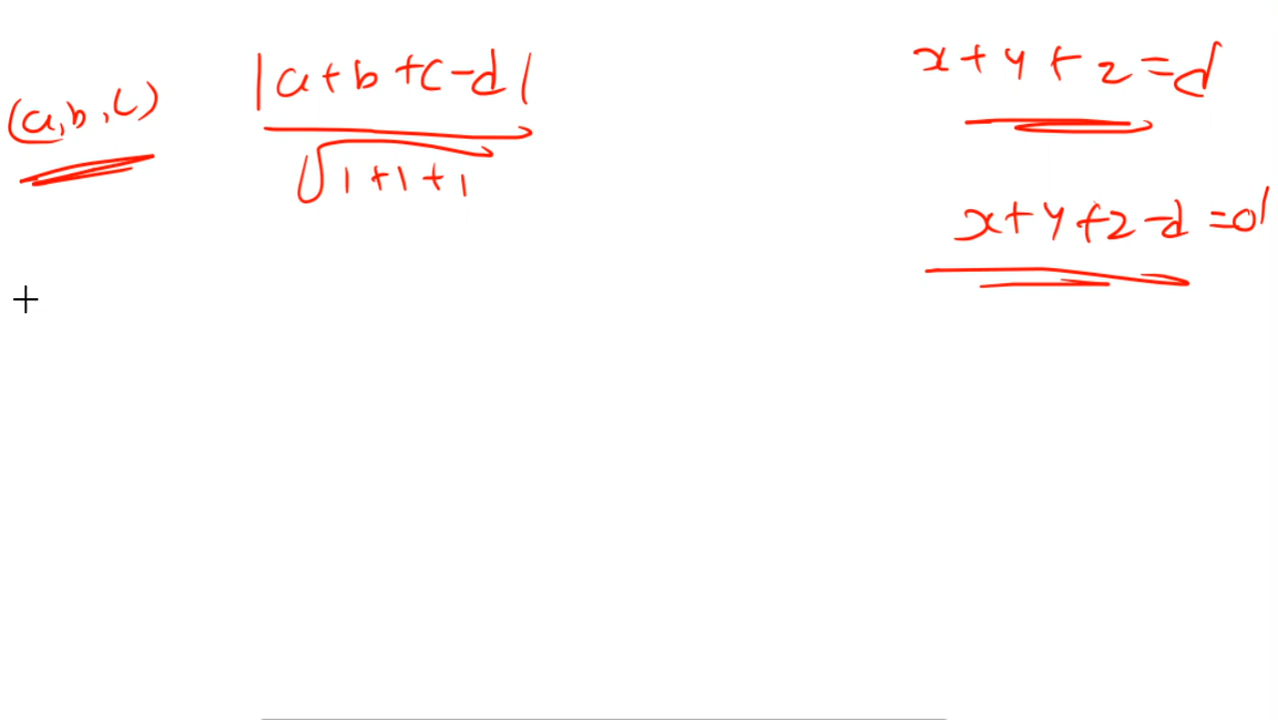 |a+b+c-d|
(a,b,c)
√1+1+1
x+y+z=d
x+y+z-d=0